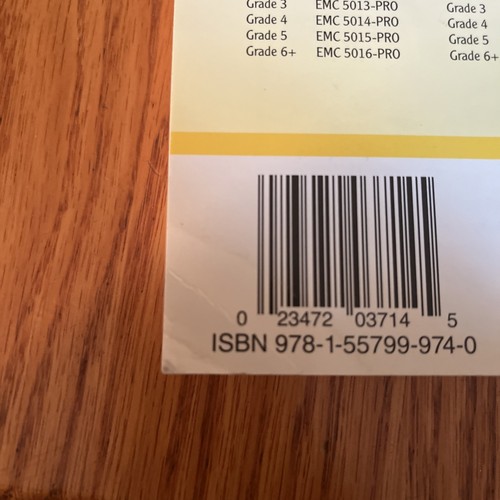 Grade 3 EMC 5013-PRO Grade 3
Grade 4 EMC 5014-PRO Grade 4
Grade 5 EMC 5015-PRO Grade 5
Grade 6+ EMC 5016-PRO Grade 6+
0 23472 03714 5
ISBN 978-1-55799-974-0